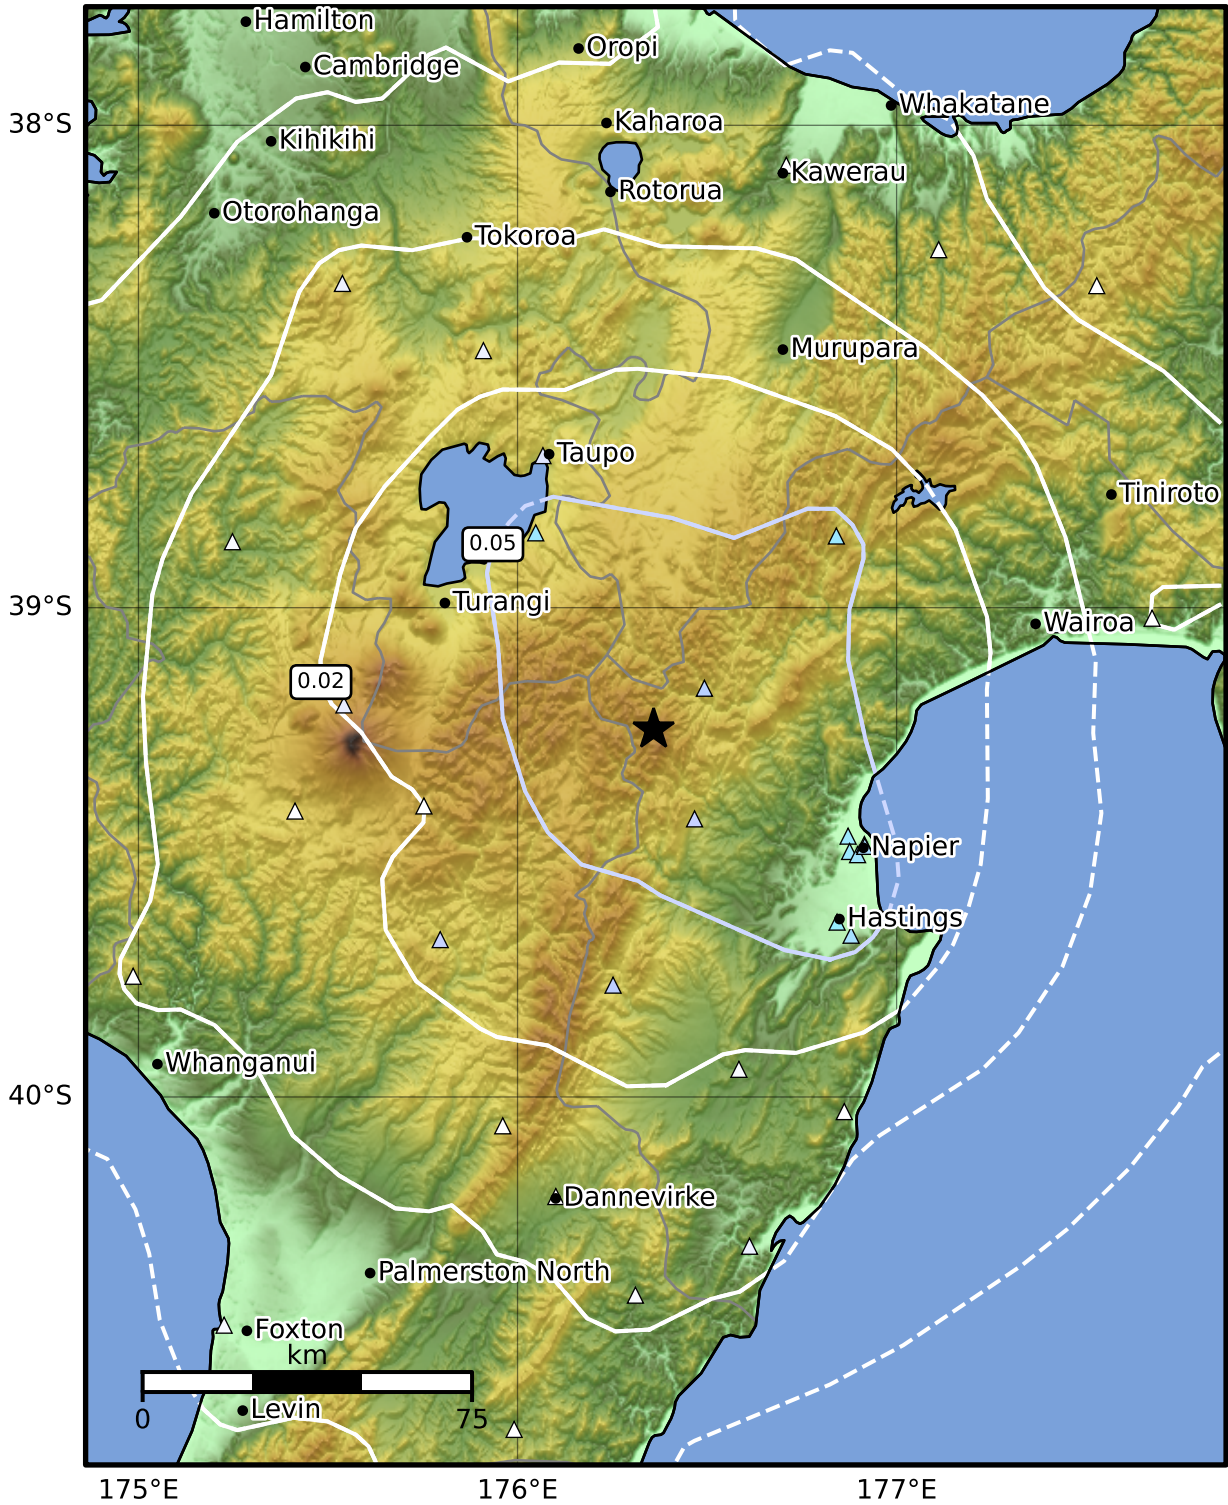 Hamilton
Oropi
Cambridge
Whakatane
38°S
Kaharoa
Kihikihi
Kawerau
Rotorua
Otorohanga
Tokoroa
Murupara
Taupo
Tiniroto
0.05
39°S
Turangi
Wairoa
0.02
Napier
Hastings
Whanganui
40°S
Dannevirke
Palmerston North
Foxton
km
Levin
0
75
175°E
176°E
177°E